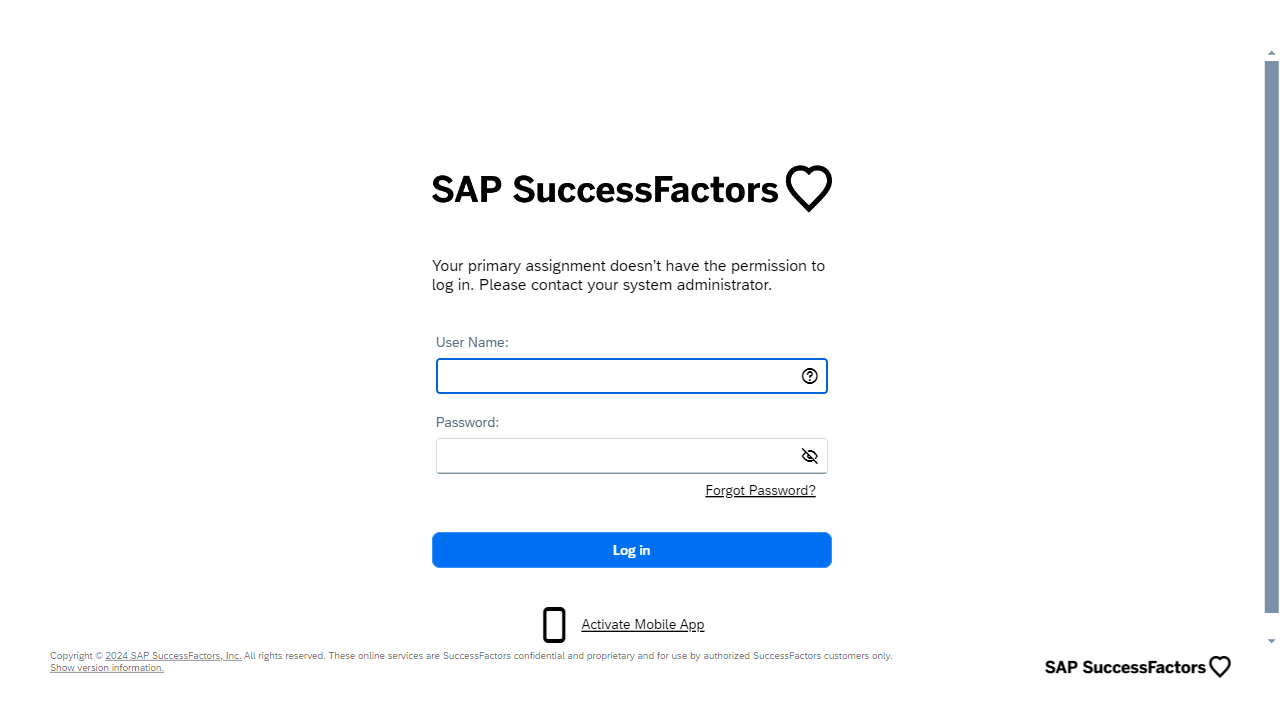 SAP SuccessFactors
Your primary assignment doesn't have the permission to
log in. Please contact your system administrator.
User Name:
Password:
Forgot Password?
Log in
Activate Mobile App
Copyright © 2024 SAP SuccessFactors, Inc. All rights reserved. These online services are SuccessFactors confidential and proprietary and for use by authorized SuccessFactors customers only.
Show version information.
SAP SuccessFactors